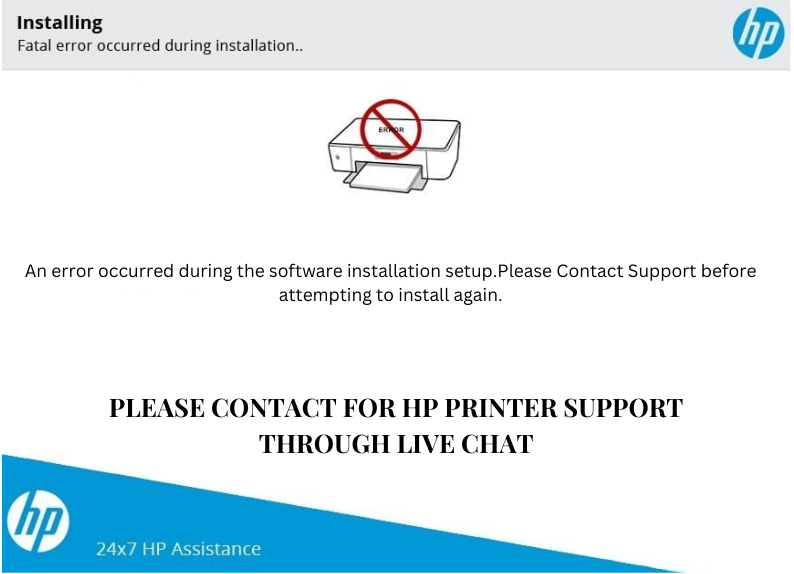 Installing
Fatal error occurred during installation..
hp
ERROR
An error occurred during the software installation setup.Please Contact Support before
attempting to install again.
PLEASE CONTACT FOR HP PRINTER SUPPORT
THROUGH LIVE CHAT
hp
24x7 HP Assistance